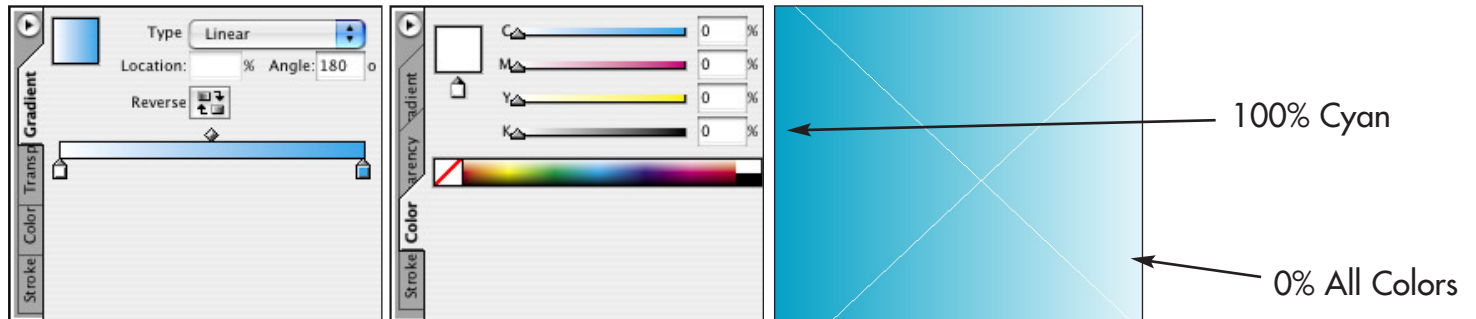 Type Linear
Location: % Angle: 180 o
Reverse
Gradient
Transp
Color
Stroke
C 0 %
M 0 %
Y 0 %
K 0 %
adient
arency
Color
Stroke
100% Cyan
0% All Colors